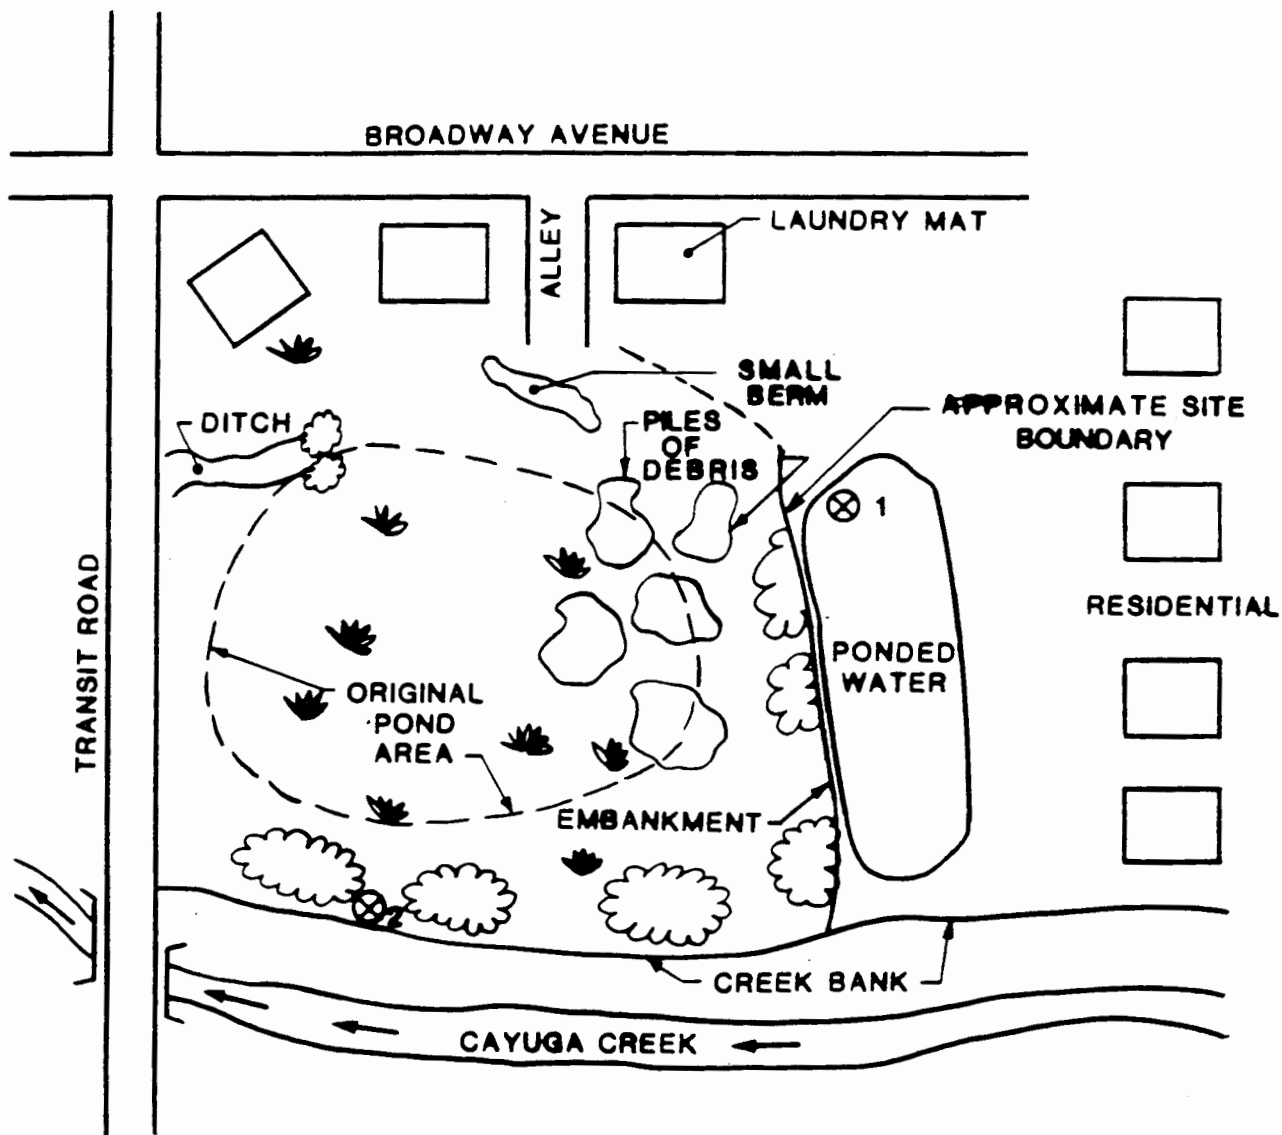 BROADWAY AVENUE
LAUNDRY MAT
ALLEY
SMALL
BERM
APPROXIMATE SITE
BOUNDARY
DITCH
PILES
OF
DEBRIS
1
TRANSIT ROAD
RESIDENTIAL
PONDED
WATER
ORIGINAL
POND
AREA
EMBANKMENT
2
CREEK BANK
CAYUGA CREEK